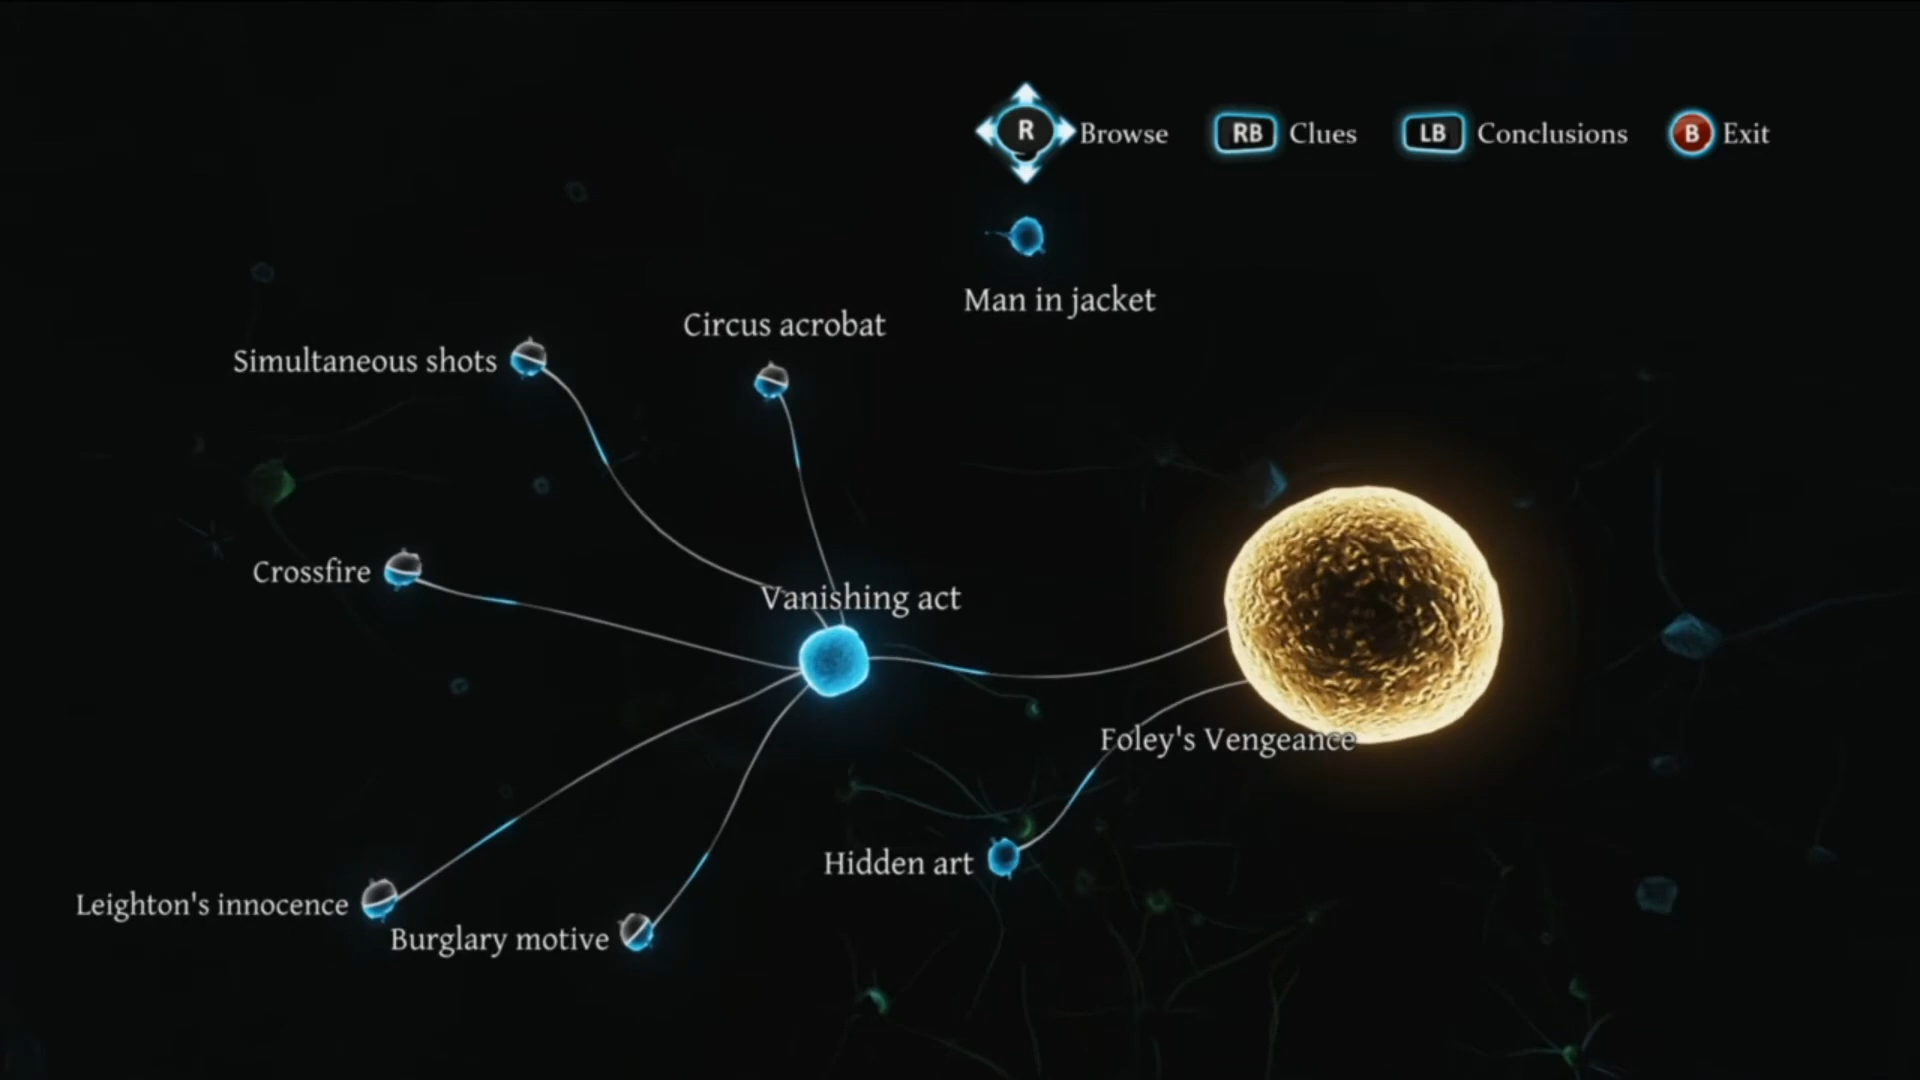 R Browse RB Clues LB Conclusions B Exit
Man in jacket
Circus acrobat
Simultaneous shots
Crossfire
Vanishing act
Foley's Vengeance
Hidden art
Leighton's innocence
Burglary motive